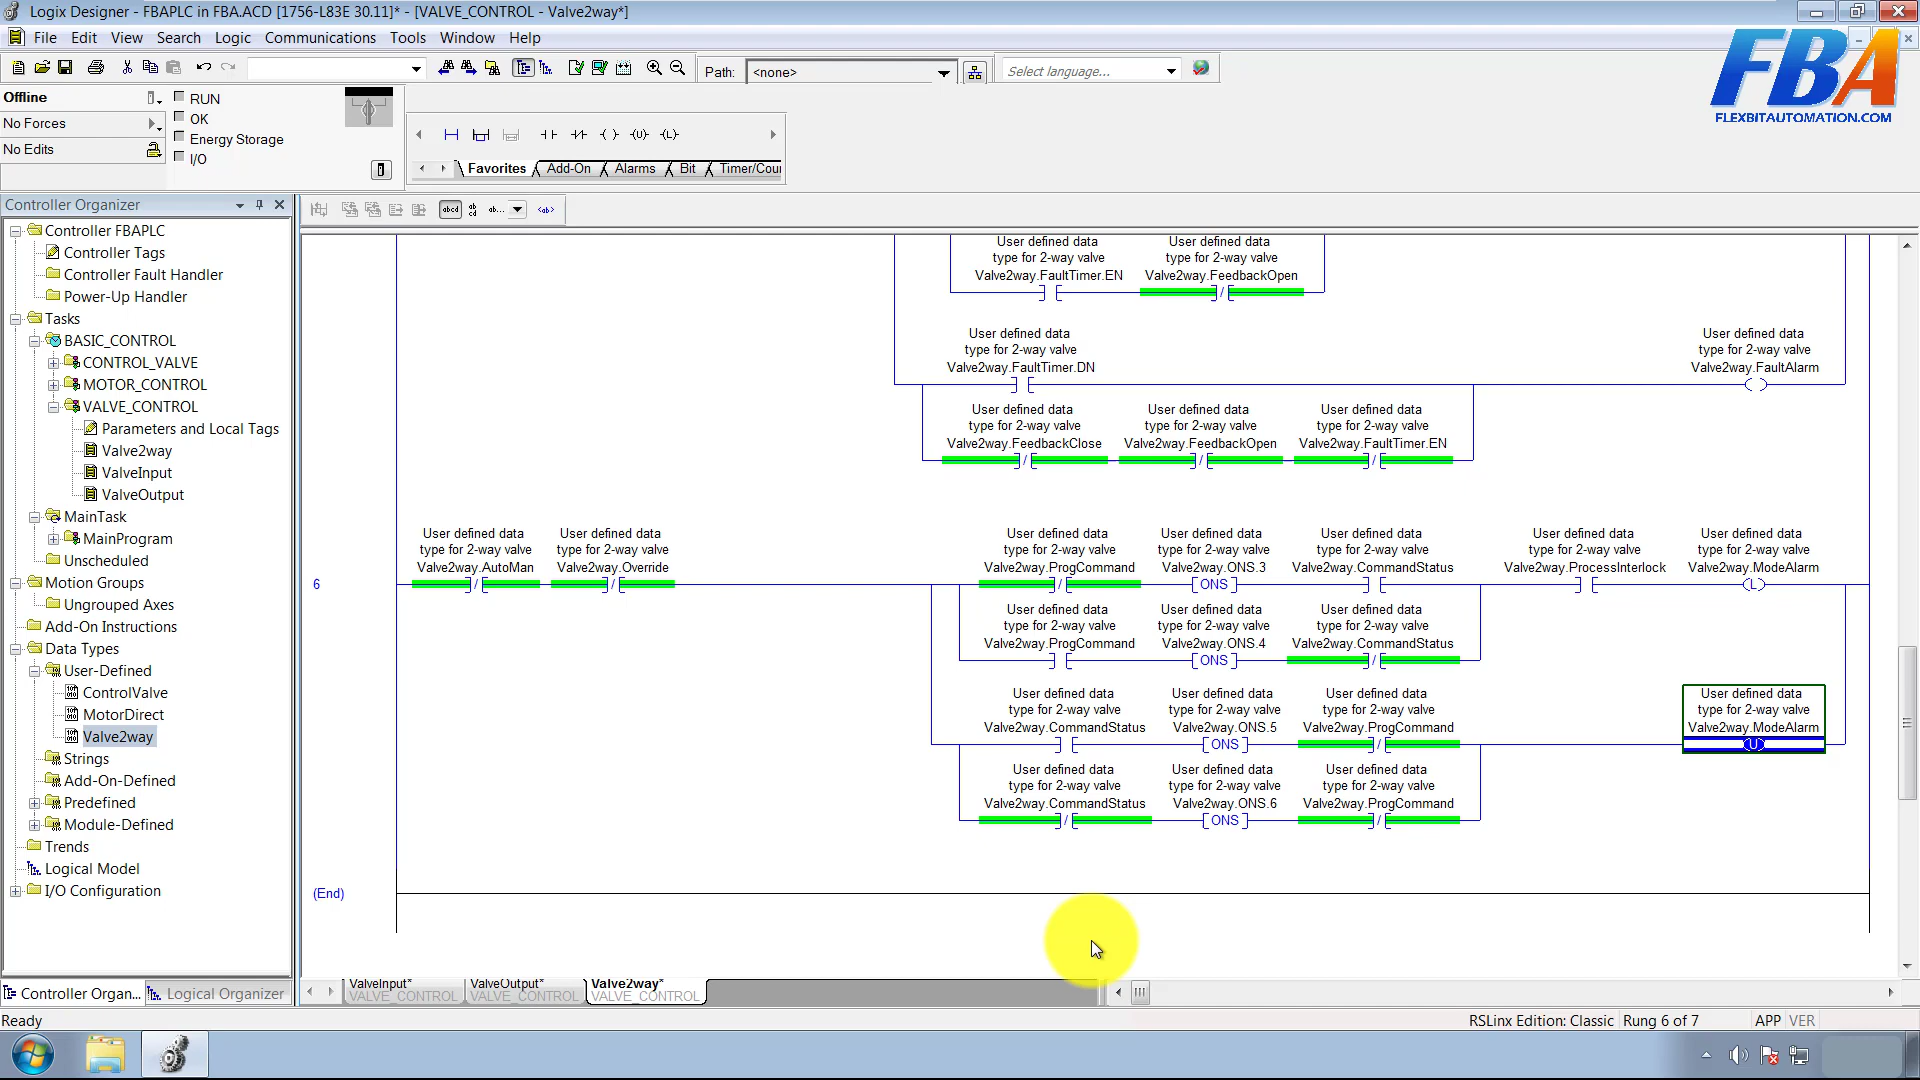 Logix Designer - FBAPLC in FBA.ACD [1756-L83E 30.11]* - [VALVE_CONTROL - Valve2way*]
File Edit View Search Logic Communications Tools Window Help
FBA
FLEXBITAUTOMATION.COM
Path: <none>
Select language...
Offline
No Forces
No Edits
RUN
OK
Energy Storage
I/O
Favorites Add-On Alarms Bit Timer/Cou
Controller Organizer
Controller FBAPLC
Controller Tags
Controller Fault Handler
Power-Up Handler
Tasks
BASIC_CONTROL
CONTROL_VALVE
MOTOR_CONTROL
VALVE_CONTROL
Parameters and Local Tags
Valve2way
ValveInput
ValveOutput
MainTask
MainProgram
Unscheduled
Motion Groups
Ungrouped Axes
Add-On Instructions
Data Types
User-Defined
ControlValve
MotorDirect
Valve2way
Strings
Add-On-Defined
Predefined
Module-Defined
Trends
Logical Model
I/O Configuration
Controller Organ...
Logical Organizer
User defined data User defined data
type for 2-way valve type for 2-way valve
Valve2way.FaultTimer.EN Valve2way.FeedbackOpen
User defined data User defined data
type for 2-way valve type for 2-way valve
Valve2way.FaultTimer.DN Valve2way.FaultAlarm
User defined data User defined data User defined data
type for 2-way valve type for 2-way valve type for 2-way valve
Valve2way.FeedbackClose Valve2way.FeedbackOpen Valve2way.FaultTimer.EN
User defined data User defined data User defined data User defined data User defined data User defined data User defined data
type for 2-way valve type for 2-way valve type for 2-way valve type for 2-way valve type for 2-way valve type for 2-way valve type for 2-way valve
Valve2way.AutoMan Valve2way.Override Valve2way.ProgCommand Valve2way.ONS.3 Valve2way.CommandStatus Valve2way.ProcessInterlock Valve2way.ModeAlarm
6 ONS L
User defined data User defined data User defined data
type for 2-way valve type for 2-way valve type for 2-way valve
Valve2way.ProgCommand Valve2way.ONS.4 Valve2way.CommandStatus
ONS
User defined data User defined data User defined data User defined data
type for 2-way valve type for 2-way valve type for 2-way valve type for 2-way valve
Valve2way.CommandStatus Valve2way.ONS.5 Valve2way.ProgCommand Valve2way.ModeAlarm
ONS U
User defined data User defined data User defined data
type for 2-way valve type for 2-way valve type for 2-way valve
Valve2way.CommandStatus Valve2way.ONS.6 Valve2way.ProgCommand
ONS
(End)
ValveInput* ValveOutput* Valve2way*
VALVE_CONTROL VALVE_CONTROL VALVE_CONTROL
Ready
RSLinx Edition: Classic Rung 6 of 7 APP VER